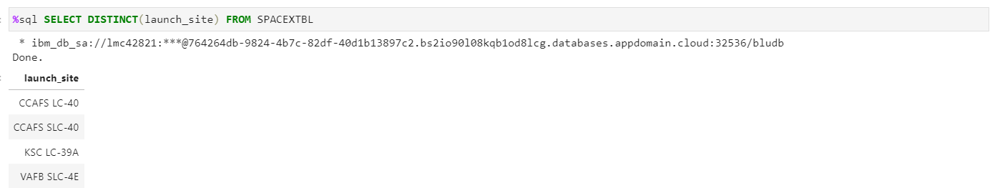 %sql SELECT DISTINCT(launch_site) FROM SPACEXTBL
* ibm_db_sa://lmc42821:***@764264db-9824-4b7c-82df-40d1b13897c2.bs2io90l08kqb1od8lcg.databases.appdomain.cloud:32536/bludb
Done.
launch_site
CCAFS LC-40
CCAFS SLC-40
KSC LC-39A
VAFB SLC-4E